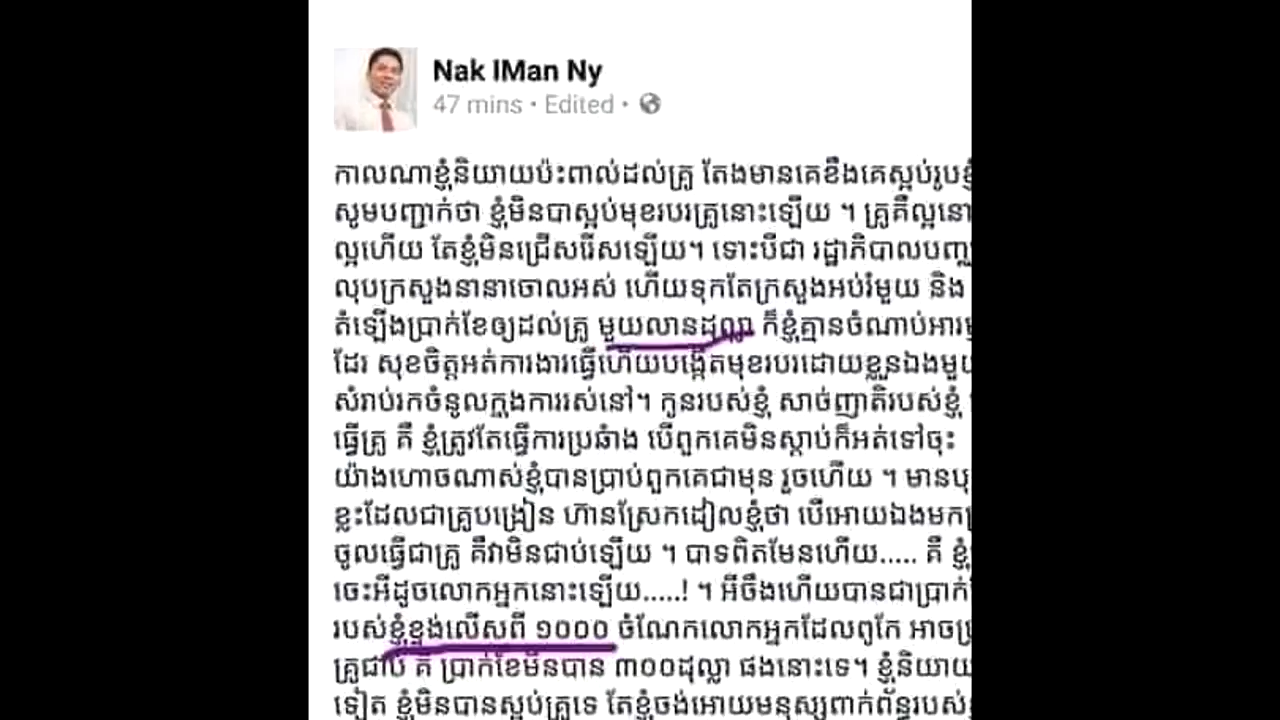 Nak IMan Ny
47 mins • Edited •
កាលណាខ្ញុំនិយាយប៉ះពាល់ដល់គ្រូ តែងមានគេខឹងគេស្អប់រូបខ្ញុំ
សូមបញ្ជាក់ថា ខ្ញុំមិនបាស្អប់មុខរបរគ្រូនោះឡើយ ។ គ្រូគឺល្អនោ
ល្អហើយ តែខ្ញុំមិនជ្រើសរើសឡើយ។ ទោះបីជា រដ្ឋាភិបាលបញ្ឈ
លុបក្រសួងនានាចោលអស់ ហើយទុកតែក្រសួងអប់រំមួយ និង
តំឡើងប្រាក់ខែឲ្យដល់គ្រូ មួយលានដុល្លា ក៏ខ្ញុំគ្មានចំណាប់អារម្ម
ដែរ សុខចិត្តអត់ការងារធ្វើហើយបង្កើតមុខរបរដោយខ្លួនឯងមួយ
សំរាប់រកចំនូលក្នុងការរស់នៅ។ កូនរបស់ខ្ញុំ សាច់ញាតិរបស់ខ្ញុំ
ធ្វើគ្រូ គឺ ខ្ញុំត្រូវតែធ្វើការប្រឆាំង បើពួកគេមិនស្តាប់ក៏អត់ទៅចុះ
យ៉ាងហោចណាស់ខ្ញុំបានប្រាប់ពួកគេជាមុន រួចហើយ ។ មានបុ
ខ្លះដែលជាគ្រូបង្រៀន ហ៊ានស្រែកដៀលខ្ញុំថា បើអោយឯងមក
ចូលធ្វើជាគ្រូ គឺវាមិនជាប់ឡើយ ។ បាទពិតមែនហើយ..... គឺ ខ្ញុំ
ចេះអីដូចលោកអ្នកនោះឡើយ.....! ។ អីចឹងហើយបានជាប្រាក់
របស់ខ្ញុំខ្ទង់លើសពី ១០០០ ចំណែកលោកអ្នកដែលពូកែ អាចប្រ
គ្រូជាប់ គឺ ប្រាក់ខែមិនបាន ៣០០ដុល្លា ផងនោះទេ។ ខ្ញុំនិយាយ
ទៀត ខ្ញុំមិនបានស្អប់គ្រូទេ តែខ្ញុំចង់អោយមនុស្សពាក់ព័ន្ធរបស់